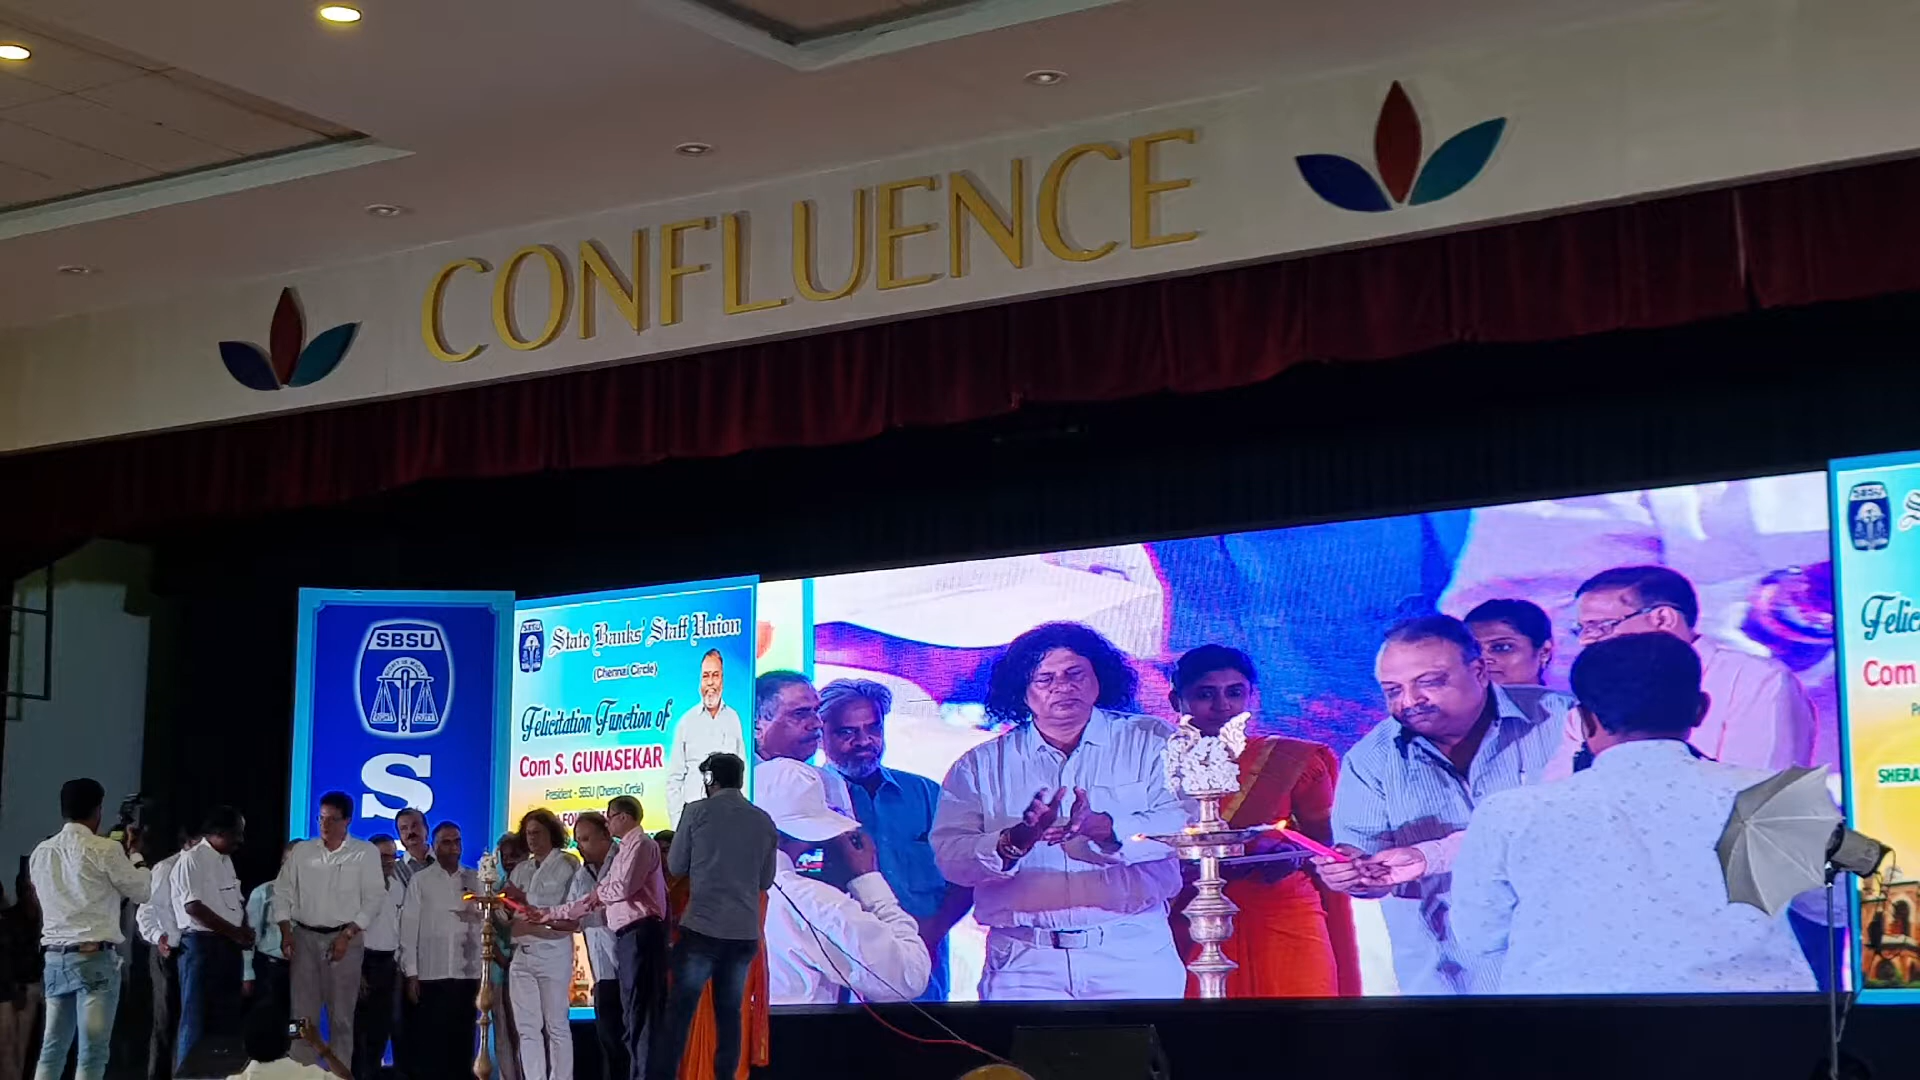 CONFLUENCE
SBSU
S
SBSU
State Banks' Staff Union
(Chennai Circle)
Felicitation Function of
Com S. GUNASEKAR
President - SBSU (Chennai Circle)
SBSU
S
Felic
Com
SHERA